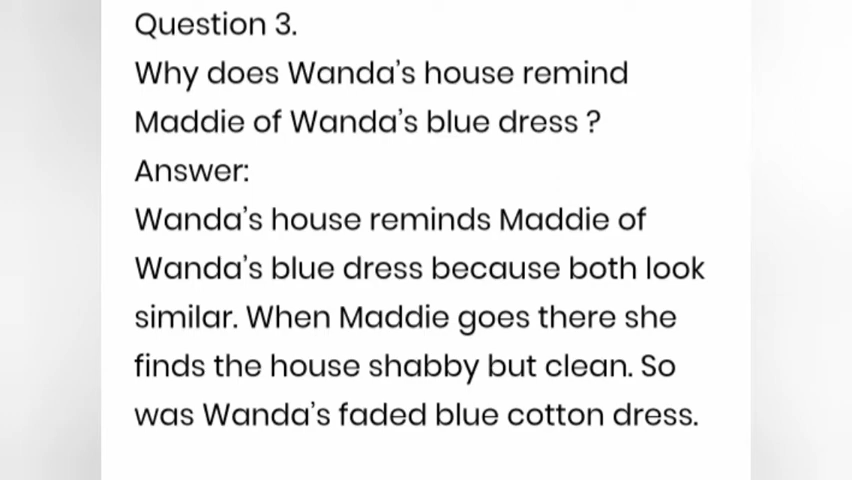 Question 3.
Why does Wanda’s house remind
Maddie of Wanda’s blue dress ?
Answer:
Wanda’s house reminds Maddie of
Wanda’s blue dress because both look
similar. When Maddie goes there she
finds the house shabby but clean. So
was Wanda’s faded blue cotton dress.